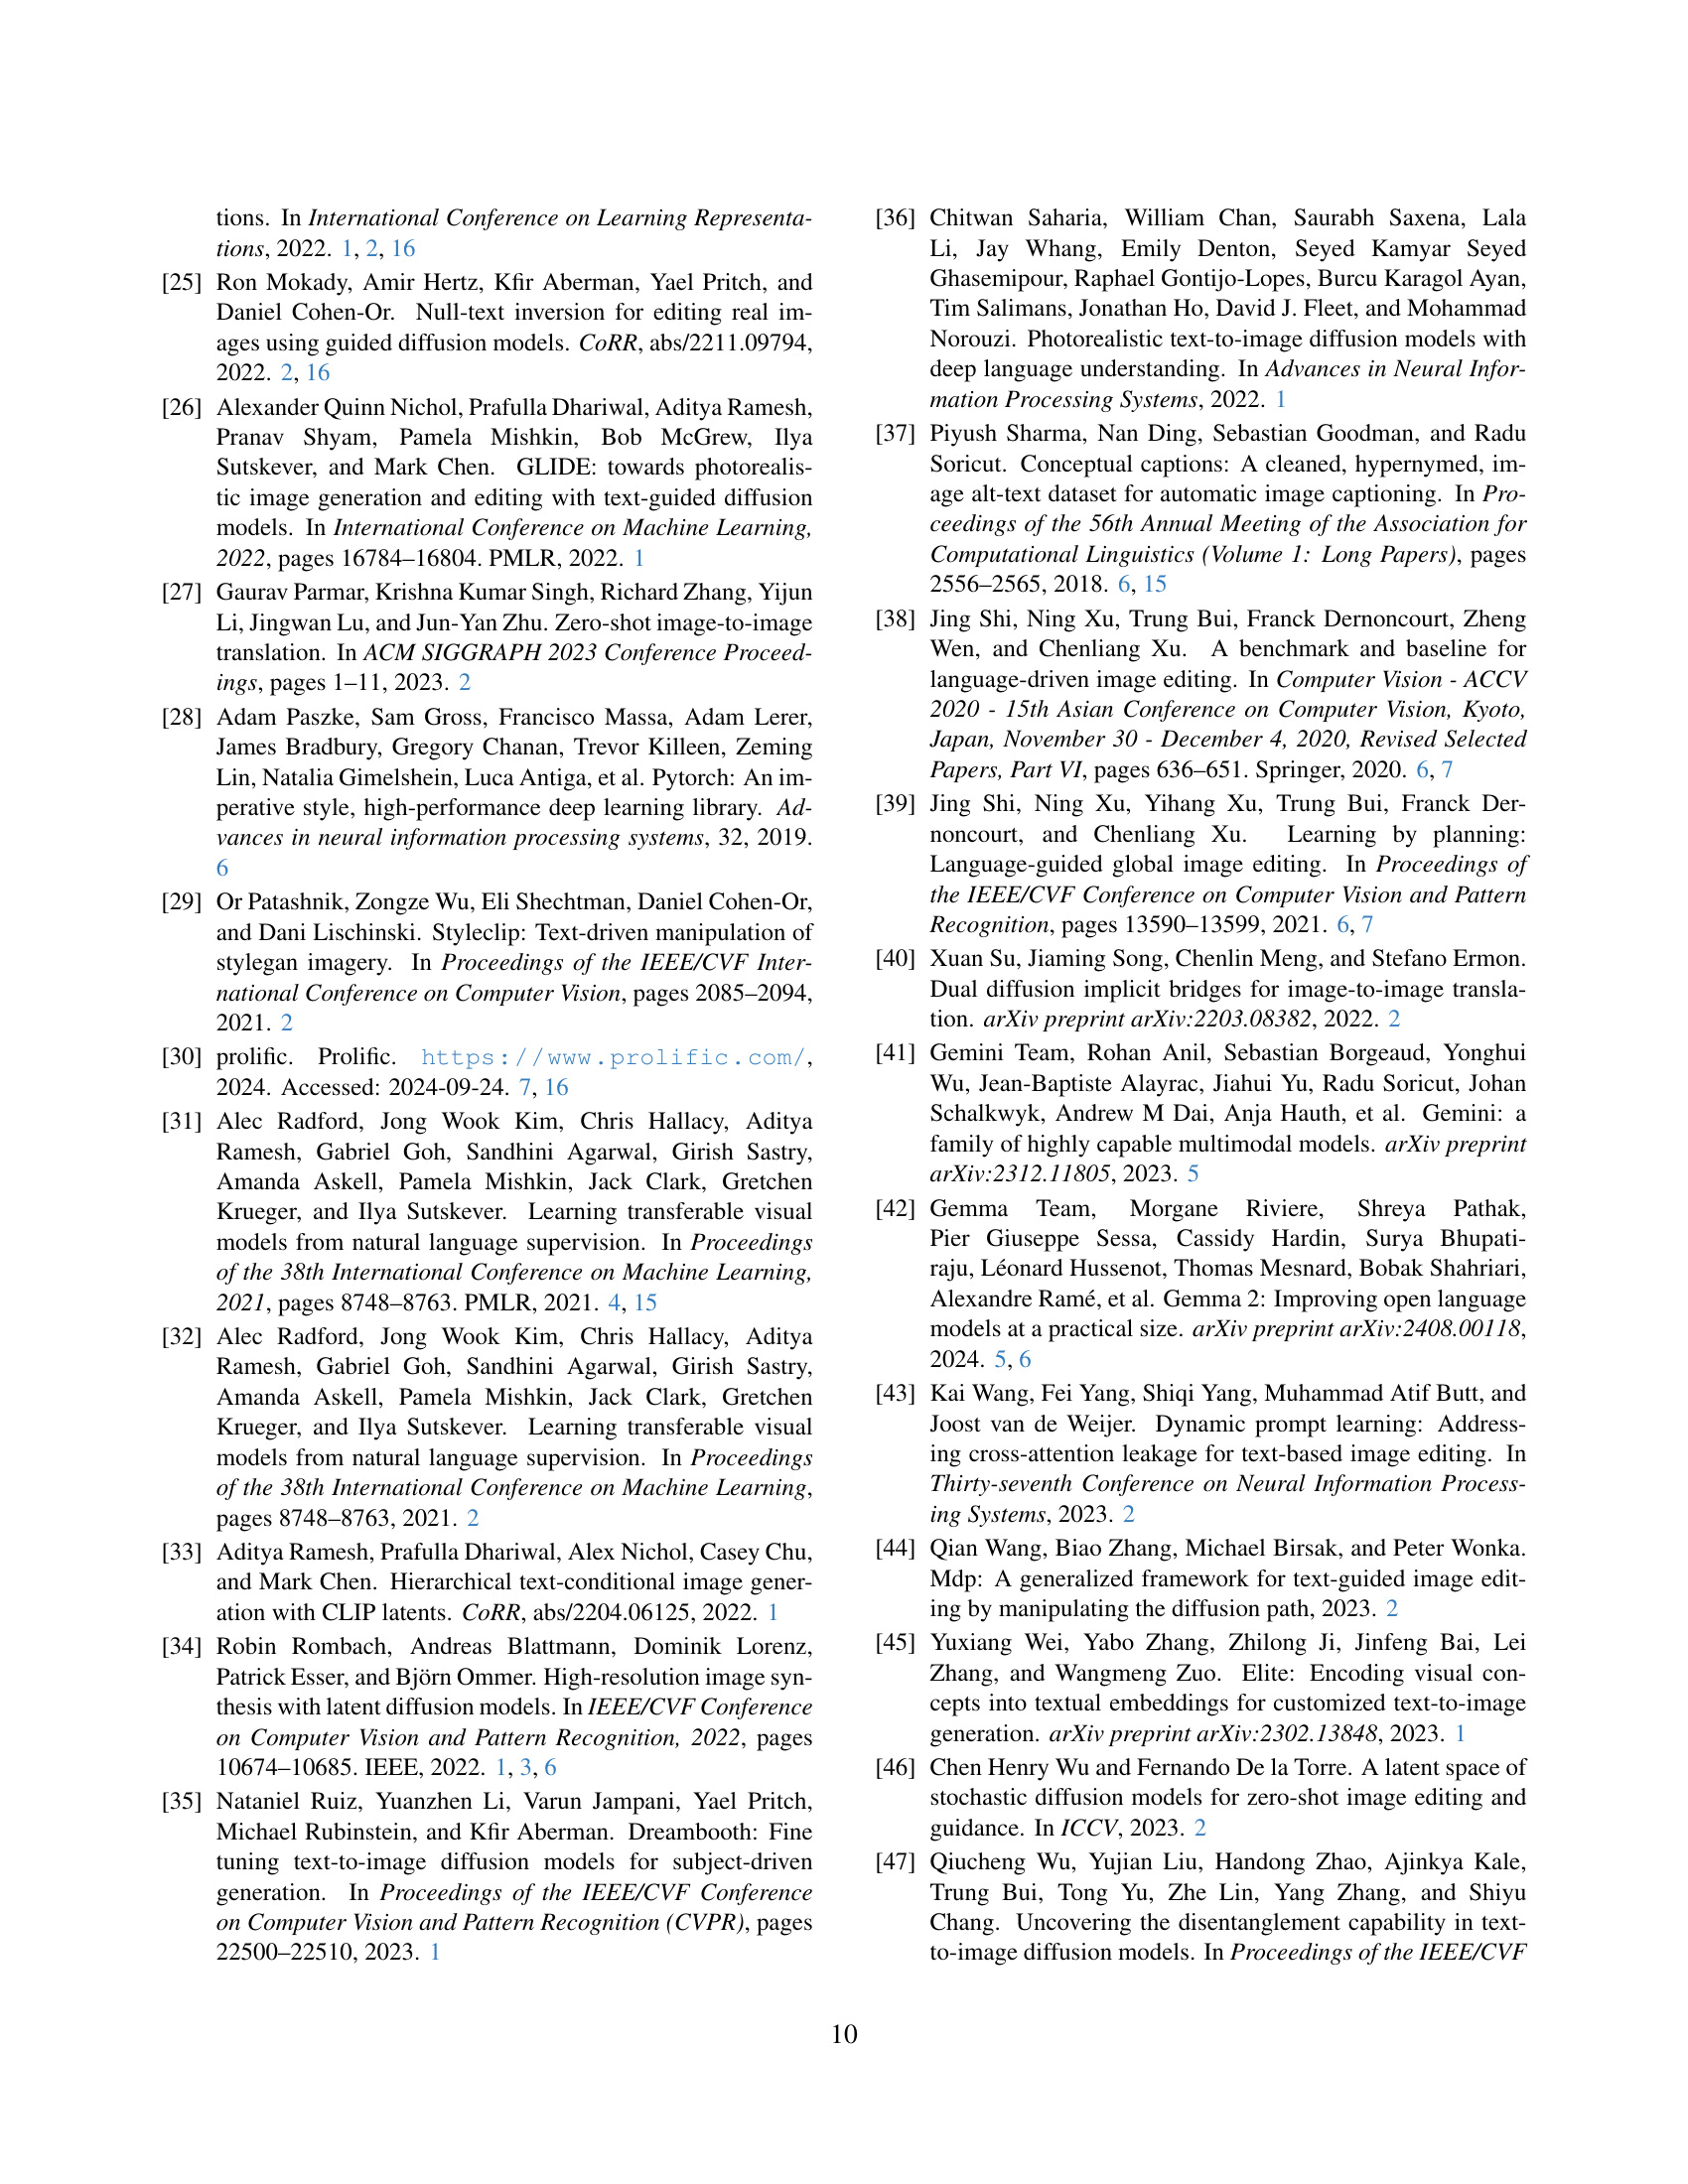 tions. In International Conference on Learning Representa-
tions, 2022. 1, 2, 16
[25] Ron Mokady, Amir Hertz, Kfir Aberman, Yael Pritch, and
Daniel Cohen-Or. Null-text inversion for editing real im-
ages using guided diffusion models. CoRR, abs/2211.09794,
2022. 2, 16
[26] Alexander Quinn Nichol, Prafulla Dhariwal, Aditya Ramesh,
Pranav Shyam, Pamela Mishkin, Bob McGrew, Ilya
Sutskever, and Mark Chen. GLIDE: towards photorealis-
tic image generation and editing with text-guided diffusion
models. In International Conference on Machine Learning,
2022, pages 16784–16804. PMLR, 2022. 1
[27] Gaurav Parmar, Krishna Kumar Singh, Richard Zhang, Yijun
Li, Jingwan Lu, and Jun-Yan Zhu. Zero-shot image-to-image
translation. In ACM SIGGRAPH 2023 Conference Proceed-
ings, pages 1–11, 2023. 2
[28] Adam Paszke, Sam Gross, Francisco Massa, Adam Lerer,
James Bradbury, Gregory Chanan, Trevor Killeen, Zeming
Lin, Natalia Gimelshein, Luca Antiga, et al. Pytorch: An im-
perative style, high-performance deep learning library. Ad-
vances in neural information processing systems, 32, 2019.
6
[29] Or Patashnik, Zongze Wu, Eli Shechtman, Daniel Cohen-Or,
and Dani Lischinski. Styleclip: Text-driven manipulation of
stylegan imagery. In Proceedings of the IEEE/CVF Inter-
national Conference on Computer Vision, pages 2085–2094,
2021. 2
[30] prolific. Prolific. https://www.prolific.com/,
2024. Accessed: 2024-09-24. 7, 16
[31] Alec Radford, Jong Wook Kim, Chris Hallacy, Aditya
Ramesh, Gabriel Goh, Sandhini Agarwal, Girish Sastry,
Amanda Askell, Pamela Mishkin, Jack Clark, Gretchen
Krueger, and Ilya Sutskever. Learning transferable visual
models from natural language supervision. In Proceedings
of the 38th International Conference on Machine Learning,
2021, pages 8748–8763. PMLR, 2021. 4, 15
[32] Alec Radford, Jong Wook Kim, Chris Hallacy, Aditya
Ramesh, Gabriel Goh, Sandhini Agarwal, Girish Sastry,
Amanda Askell, Pamela Mishkin, Jack Clark, Gretchen
Krueger, and Ilya Sutskever. Learning transferable visual
models from natural language supervision. In Proceedings
of the 38th International Conference on Machine Learning,
pages 8748–8763, 2021. 2
[33] Aditya Ramesh, Prafulla Dhariwal, Alex Nichol, Casey Chu,
and Mark Chen. Hierarchical text-conditional image gener-
ation with CLIP latents. CoRR, abs/2204.06125, 2022. 1
[34] Robin Rombach, Andreas Blattmann, Dominik Lorenz,
Patrick Esser, and Björn Ommer. High-resolution image syn-
thesis with latent diffusion models. In IEEE/CVF Conference
on Computer Vision and Pattern Recognition, 2022, pages
10674–10685. IEEE, 2022. 1, 3, 6
[35] Nataniel Ruiz, Yuanzhen Li, Varun Jampani, Yael Pritch,
Michael Rubinstein, and Kfir Aberman. Dreambooth: Fine
tuning text-to-image diffusion models for subject-driven
generation. In Proceedings of the IEEE/CVF Conference
on Computer Vision and Pattern Recognition (CVPR), pages
22500–22510, 2023. 1
[36] Chitwan Saharia, William Chan, Saurabh Saxena, Lala
Li, Jay Whang, Emily Denton, Seyed Kamyar Seyed
Ghasemipour, Raphael Gontijo-Lopes, Burcu Karagol Ayan,
Tim Salimans, Jonathan Ho, David J. Fleet, and Mohammad
Norouzi. Photorealistic text-to-image diffusion models with
deep language understanding. In Advances in Neural Infor-
mation Processing Systems, 2022. 1
[37] Piyush Sharma, Nan Ding, Sebastian Goodman, and Radu
Soricut. Conceptual captions: A cleaned, hypernymed, im-
age alt-text dataset for automatic image captioning. In Pro-
ceedings of the 56th Annual Meeting of the Association for
Computational Linguistics (Volume 1: Long Papers), pages
2556–2565, 2018. 6, 15
[38] Jing Shi, Ning Xu, Trung Bui, Franck Dernoncourt, Zheng
Wen, and Chenliang Xu. A benchmark and baseline for
language-driven image editing. In Computer Vision - ACCV
2020 - 15th Asian Conference on Computer Vision, Kyoto,
Japan, November 30 - December 4, 2020, Revised Selected
Papers, Part VI, pages 636–651. Springer, 2020. 6, 7
[39] Jing Shi, Ning Xu, Yihang Xu, Trung Bui, Franck Der-
noncourt, and Chenliang Xu. Learning by planning:
Language-guided global image editing. In Proceedings of
the IEEE/CVF Conference on Computer Vision and Pattern
Recognition, pages 13590–13599, 2021. 6, 7
[40] Xuan Su, Jiaming Song, Chenlin Meng, and Stefano Ermon.
Dual diffusion implicit bridges for image-to-image transla-
tion. arXiv preprint arXiv:2203.08382, 2022. 2
[41] Gemini Team, Rohan Anil, Sebastian Borgeaud, Yonghui
Wu, Jean-Baptiste Alayrac, Jiahui Yu, Radu Soricut, Johan
Schalkwyk, Andrew M Dai, Anja Hauth, et al. Gemini: a
family of highly capable multimodal models. arXiv preprint
arXiv:2312.11805, 2023. 5
[42] Gemma Team, Morgane Riviere, Shreya Pathak,
Pier Giuseppe Sessa, Cassidy Hardin, Surya Bhupati-
raju, Léonard Hussenot, Thomas Mesnard, Bobak Shahriari,
Alexandre Ramé, et al. Gemma 2: Improving open language
models at a practical size. arXiv preprint arXiv:2408.00118,
2024. 5, 6
[43] Kai Wang, Fei Yang, Shiqi Yang, Muhammad Atif Butt, and
Joost van de Weijer. Dynamic prompt learning: Address-
ing cross-attention leakage for text-based image editing. In
Thirty-seventh Conference on Neural Information Process-
ing Systems, 2023. 2
[44] Qian Wang, Biao Zhang, Michael Birsak, and Peter Wonka.
Mdp: A generalized framework for text-guided image edit-
ing by manipulating the diffusion path, 2023. 2
[45] Yuxiang Wei, Yabo Zhang, Zhilong Ji, Jinfeng Bai, Lei
Zhang, and Wangmeng Zuo. Elite: Encoding visual con-
cepts into textual embeddings for customized text-to-image
generation. arXiv preprint arXiv:2302.13848, 2023. 1
[46] Chen Henry Wu and Fernando De la Torre. A latent space of
stochastic diffusion models for zero-shot image editing and
guidance. In ICCV, 2023. 2
[47] Qiucheng Wu, Yujian Liu, Handong Zhao, Ajinkya Kale,
Trung Bui, Tong Yu, Zhe Lin, Yang Zhang, and Shiyu
Chang. Uncovering the disentanglement capability in text-
to-image diffusion models. In Proceedings of the IEEE/CVF
10